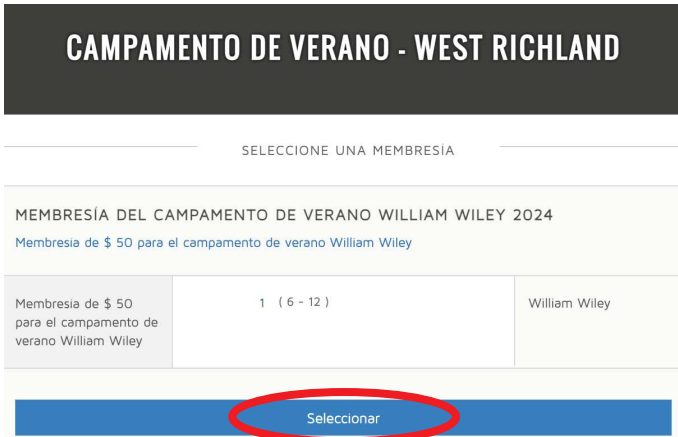 CAMPAMENTO DE VERANO - WEST RICHLAND
SELECCIONE UNA MEMBRESÍA
MEMBRESÍA DEL CAMPAMENTO DE VERANO WILLIAM WILEY 2024
Membresia de $ 50 para el campamento de verano William Wiley
Membresia de $ 50
para el campamento de
verano William Wiley
1 ( 6 - 12 )
William Wiley
Seleccionar